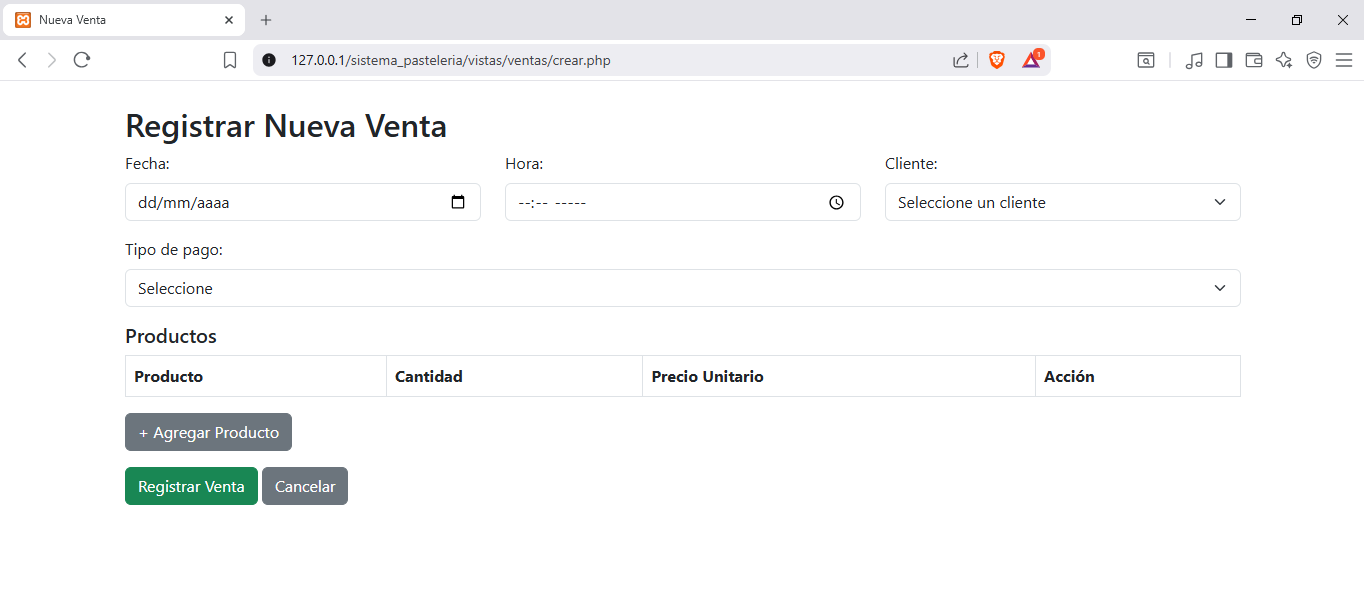 Nueva Venta
127.0.0.1/sistema_pasteleria/vistas/ventas/crear.php
1
Registrar Nueva Venta
Fecha: Hora: Cliente:
dd/mm/aaaa --:-- ----- Seleccione un cliente
Tipo de pago:
Seleccione
Productos
Producto Cantidad Precio Unitario Acción
+ Agregar Producto
Registrar Venta Cancelar